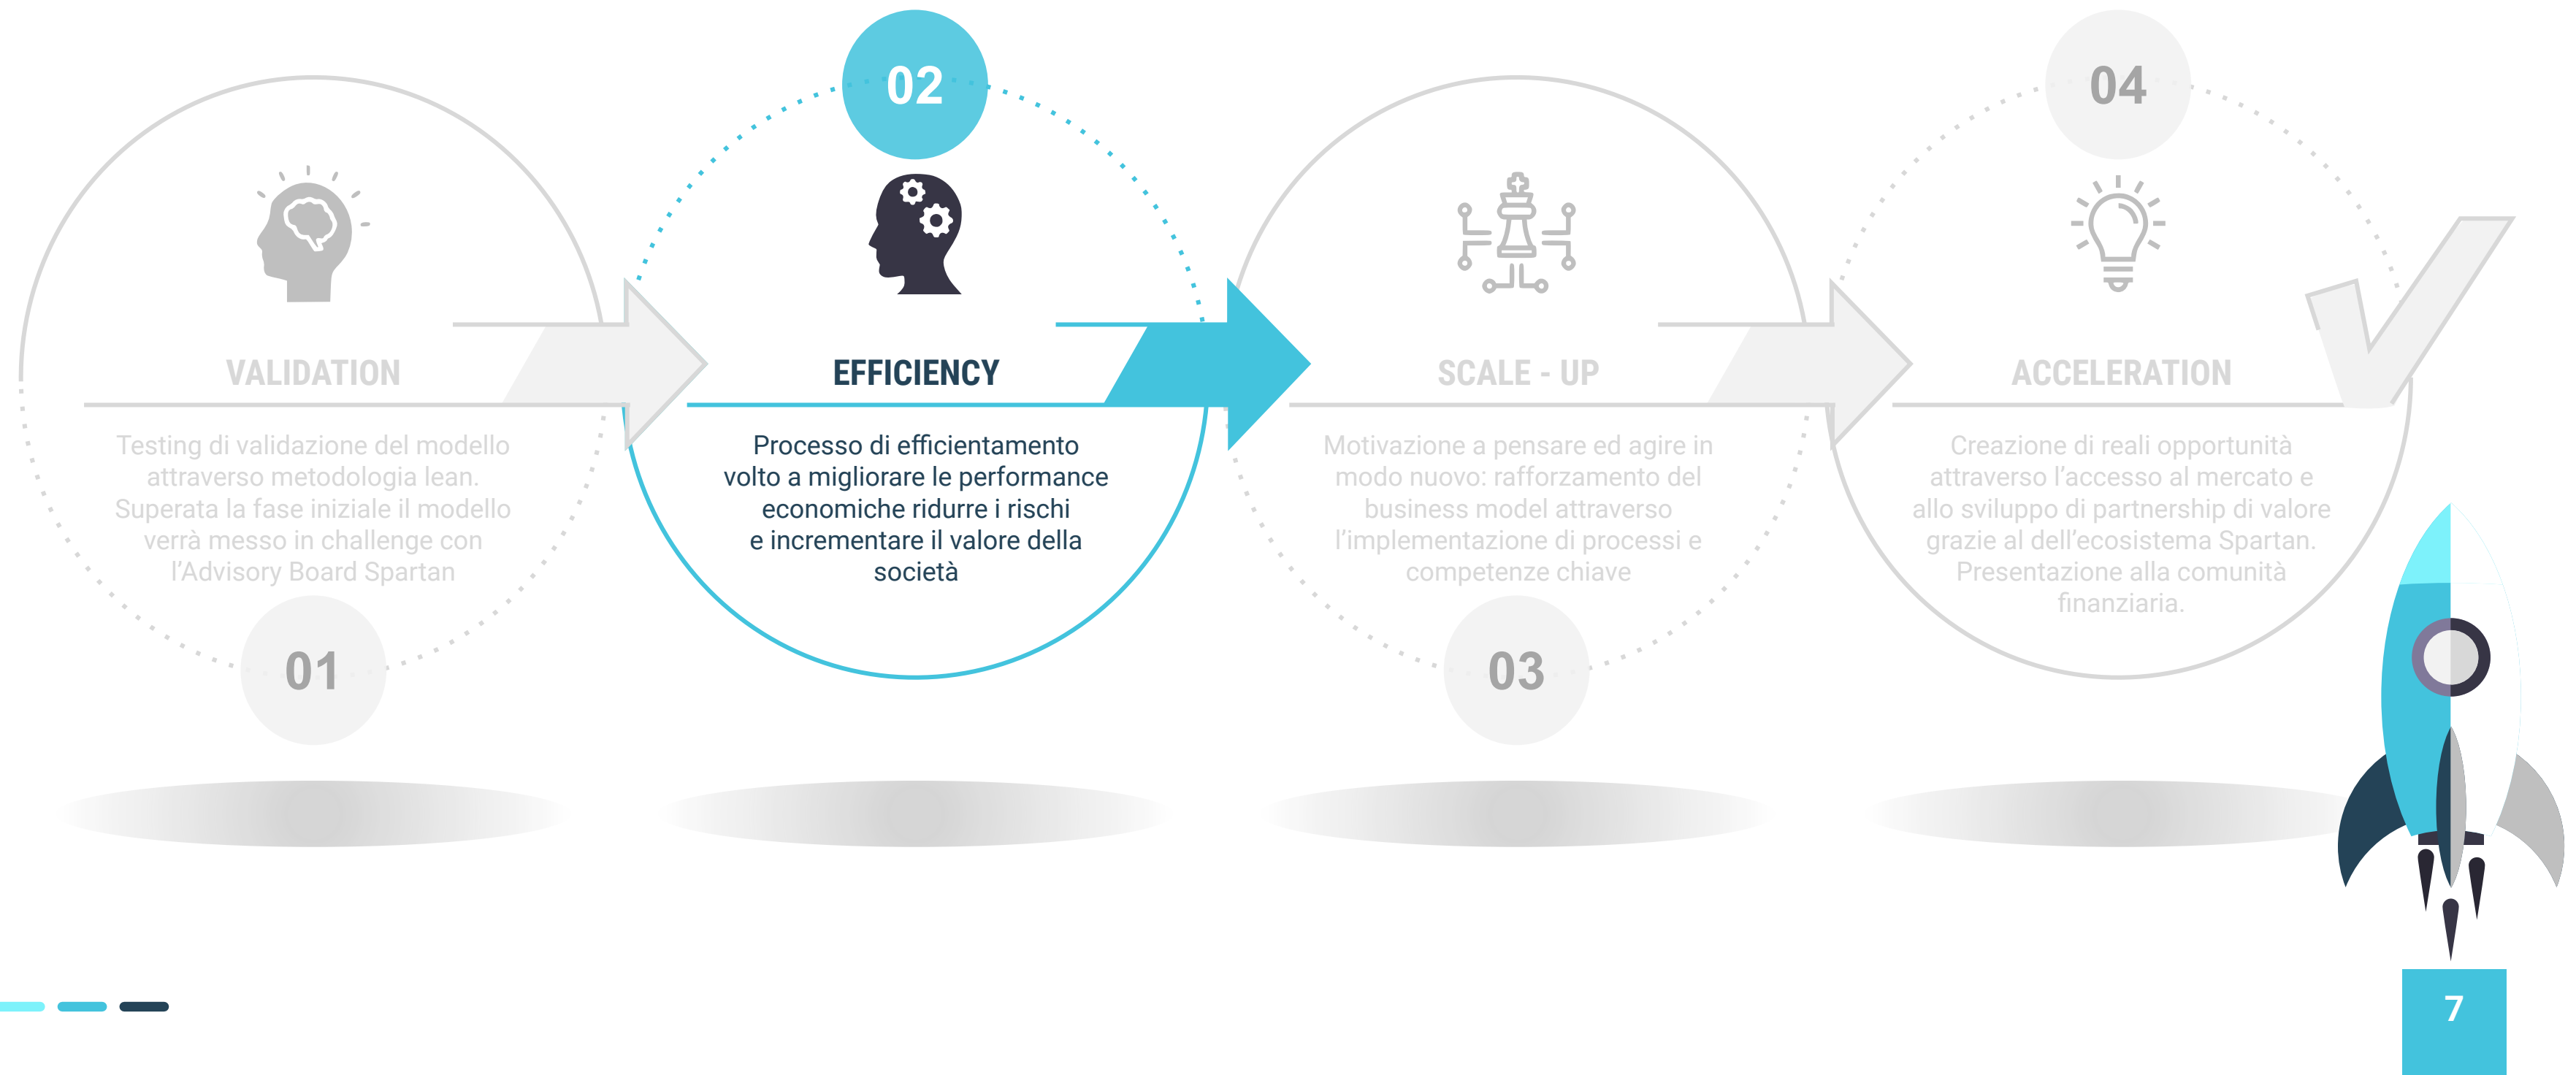 VALIDATION
Testing di validazione del modello
attraverso metodologia lean.
Superata la fase iniziale il modello
verrà messo in challenge con
l’Advisory Board Spartan
01
02
EFFICIENCY
Processo di efficientamento
volto a migliorare le performance
economiche ridurre i rischi
e incrementare il valore della
società
SCALE - UP
Motivazione a pensare ed agire in
modo nuovo: rafforzamento del
business model attraverso
l’implementazione di processi e
competenze chiave
03
04
ACCELERATION
Creazione di reali opportunità
attraverso l’accesso al mercato e
allo sviluppo di partnership di valore
grazie al dell’ecosistema Spartan.
Presentazione alla comunità
finanziaria.
7